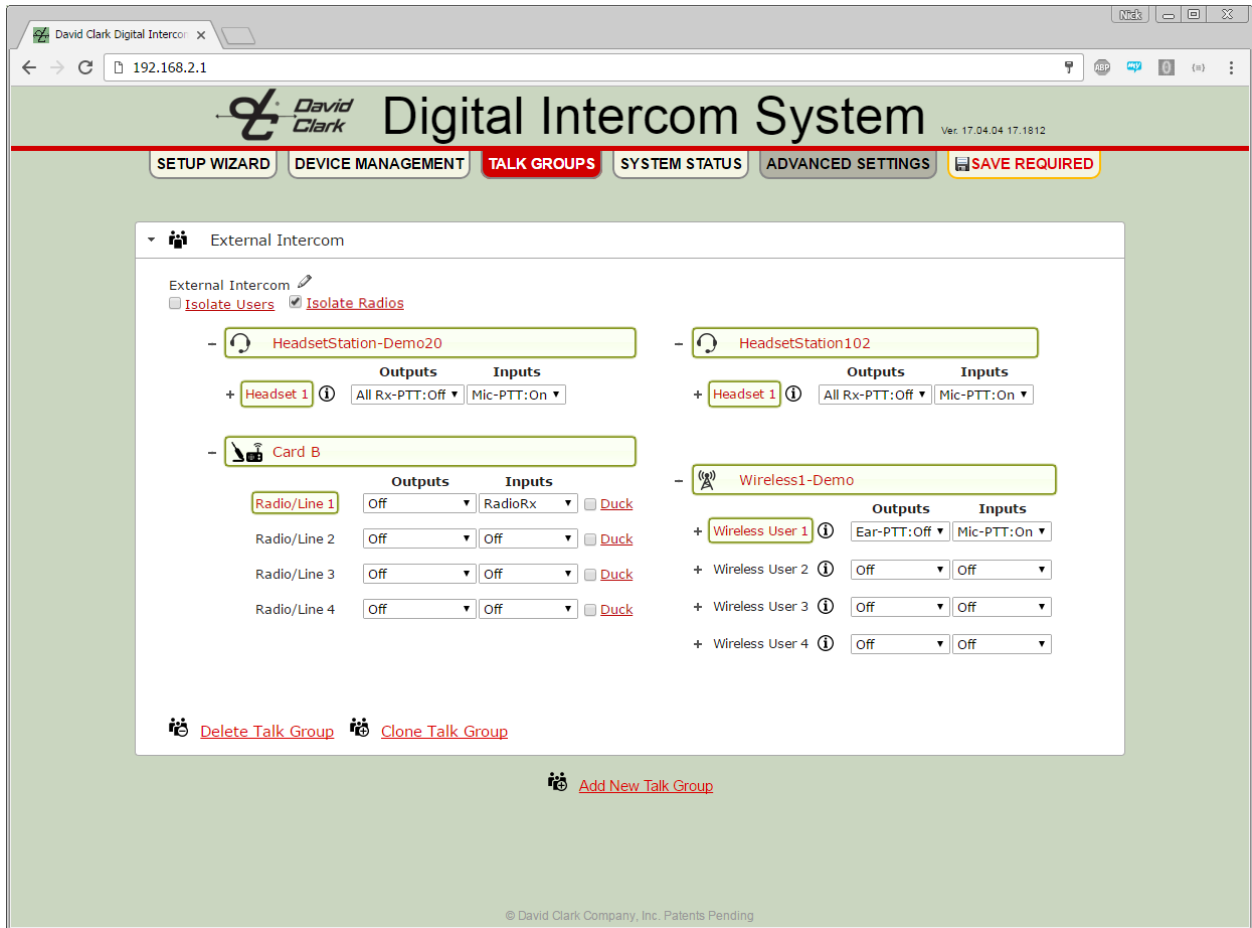 Nick
David Clark Digital Intercor
192.168.2.1
ABP
David Clark
Digital Intercom System
Ver. 17.04.04 17.1812
SETUP WIZARD DEVICE MANAGEMENT TALK GROUPS SYSTEM STATUS ADVANCED SETTINGS SAVE REQUIRED
External Intercom
External Intercom
Isolate Users Isolate Radios
HeadsetStation-Demo20
Outputs Inputs
Headset 1 All Rx-PTT:Off Mic-PTT:On
HeadsetStation102
Outputs Inputs
Headset 1 All Rx-PTT:Off Mic-PTT:On
Card B
Outputs Inputs
Radio/Line 1 Off RadioRx Duck
Radio/Line 2 Off Off Duck
Radio/Line 3 Off Off Duck
Radio/Line 4 Off Off Duck
Wireless1-Demo
Outputs Inputs
Wireless User 1 Ear-PTT:Off Mic-PTT:On
Wireless User 2 Off Off
Wireless User 3 Off Off
Wireless User 4 Off Off
Delete Talk Group Clone Talk Group
Add New Talk Group
© David Clark Company, Inc. Patents Pending